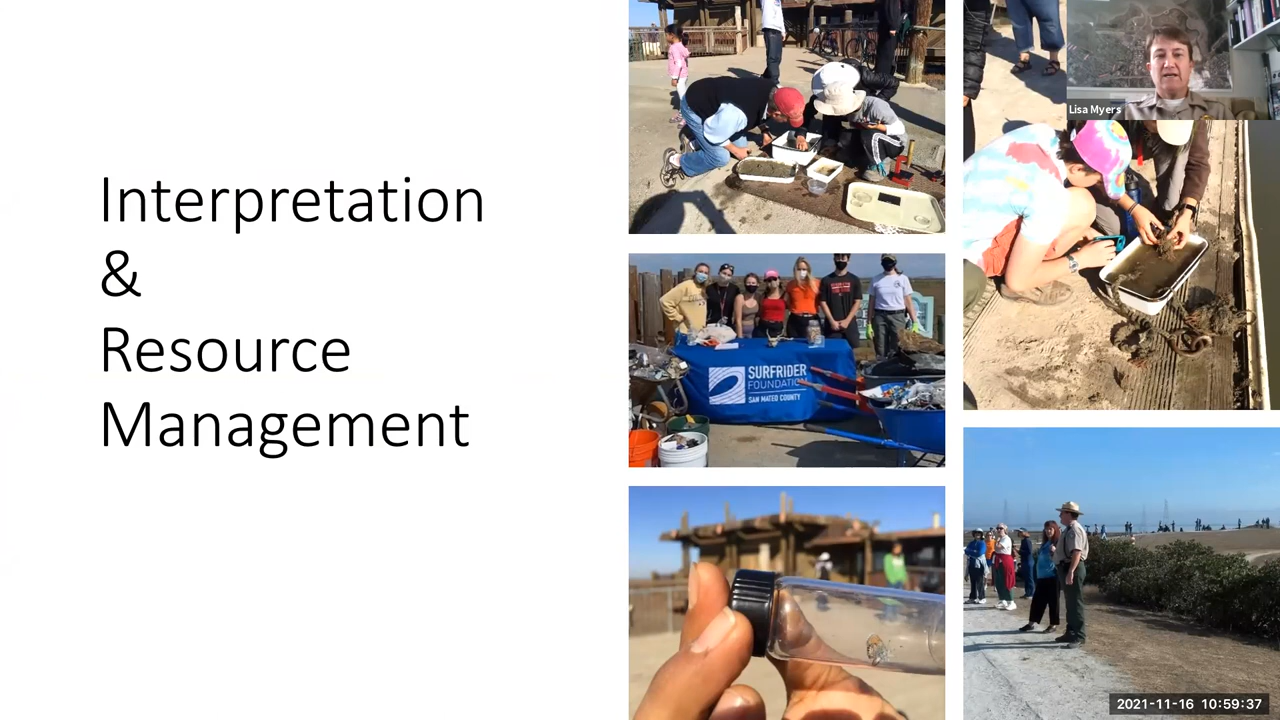 Interpretation
&
Resource
Management
SURFRIDER
FOUNDATION
SAN MATEO COUNTY
Lisa Myers
2021-11-16 10:59:37